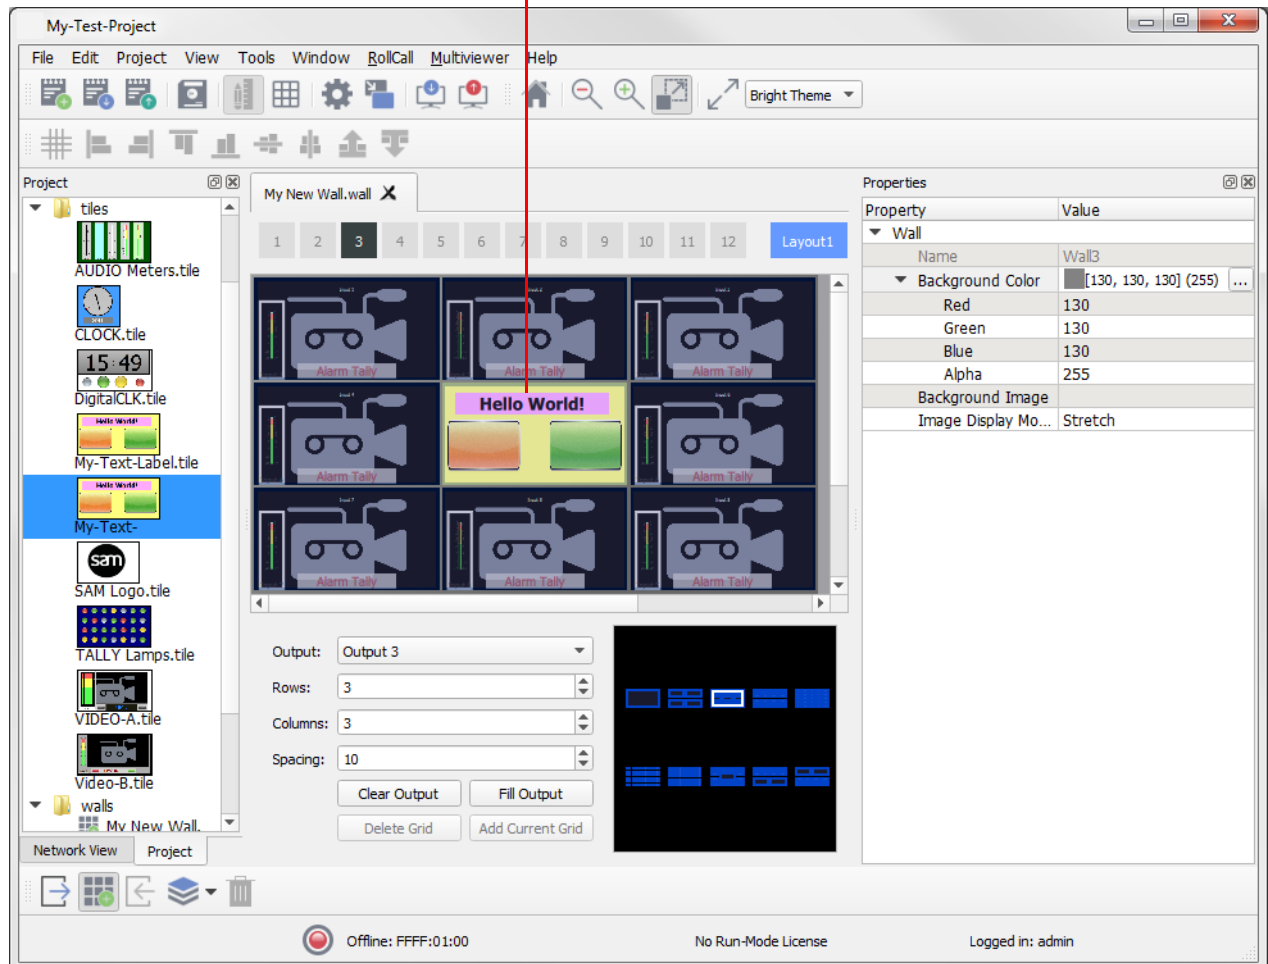 My-Test-Project
File Edit Project View Tools Window RollCall Multiviewer Help
Bright Theme
Project
My New Wall.wall
Properties
tiles
AUDIO Meters.tile
CLOCK.tile
15:49
DigitalCLK.tile
Hello World!
My-Text-Label.tile
Hello World!
My-Text-
sam
SAM Logo.tile
TALLY Lamps.tile
VIDEO-A.tile
Video-B.tile
walls
My New Wall.
Network View Project
1 2 3 4 5 6 7 8 9 10 11 12 Layout1
Alarm Tally Alarm Tally Alarm Tally
Hello World!
Alarm Tally Alarm Tally
Alarm Tally Alarm Tally Alarm Tally
Output: Output 3
Rows: 3
Columns: 3
Spacing: 10
Clear Output Fill Output
Delete Grid Add Current Grid
Property Value
Wall
Name Wall3
Background Color [130, 130, 130] (255) ...
Red 130
Green 130
Blue 130
Alpha 255
Background Image
Image Display Mo... Stretch
Offline: FFFF:01:00 No Run-Mode License Logged in: admin